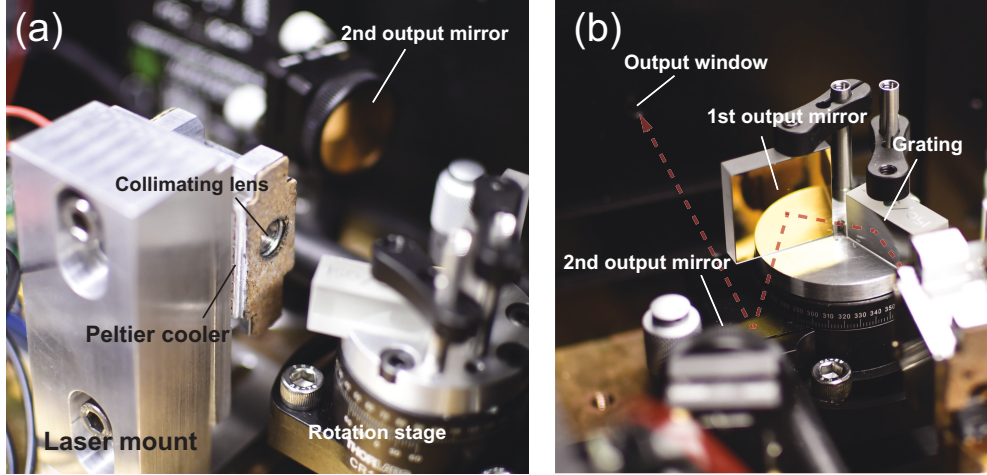 (a)
2nd output mirror
Collimating lens
Peltier cooler
Laser mount
Rotation stage
THORLABS
(b)
Output window
1st output mirror
Grating
2nd output mirror
300 310 320 330 340 350